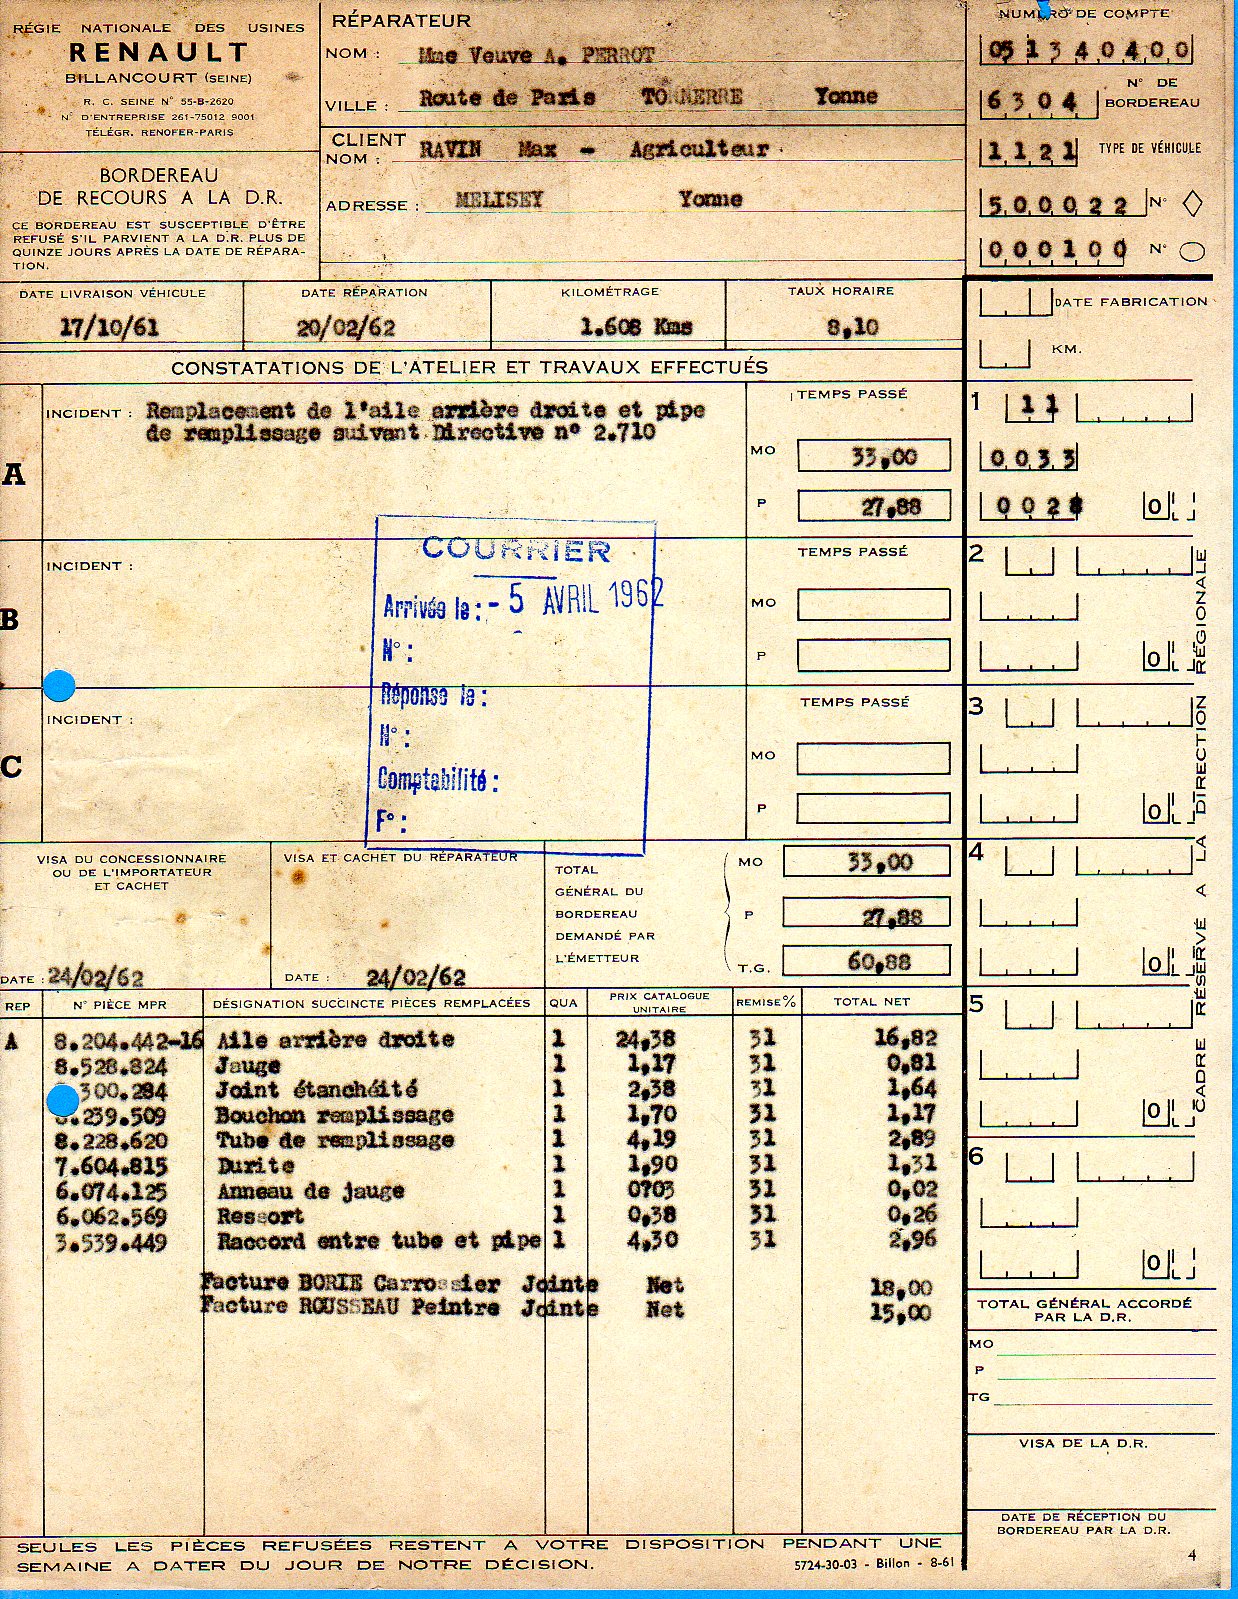 RÉGIE NATIONALE DES USINES
RENAULT
BILLANCOURT (SEINE)
R. C. SEINE N° 55-B-2620
N° D'ENTREPRISE 261-75012 9001
TÉLÉGR. RENOFER-PARIS
BORDEREAU
DE RECOURS A LA D.R.
CE BORDEREAU EST SUSCEPTIBLE D'ÊTRE
REFUSÉ S'IL PARVIENT A LA D.R. PLUS DE
QUINZE JOURS APRÈS LA DATE DE RÉPARA-
TION.
RÉPARATEUR
NOM : Mme Veuve A. PERROT
VILLE : Route de Paris TONNERRE Yonne
CLIENT
NOM : RAVIN Max - Agriculteur
ADRESSE : MELISEY Yonne
NUMÉRO DE COMPTE
051340400
6304 N° DE BORDEREAU
1121 TYPE DE VÉHICULE
500022 N°
000100 N°
DATE LIVRAISON VÉHICULE DATE RÉPARATION KILOMÉTRAGE TAUX HORAIRE
17/10/61 20/02/62 1.608 Kms 8,10
DATE FABRICATION
KM.
CONSTATATIONS DE L'ATELIER ET TRAVAUX EFFECTUÉS
A
INCIDENT : Remplacement de l'aile arrière droite et pipe
de remplissage suivant Directive n° 2.710
TEMPS PASSÉ
MO 33,00
P 27,88
1 11
0033
0028 0
B
INCIDENT :
TEMPS PASSÉ
MO
P
2
0
C
INCIDENT :
TEMPS PASSÉ
MO
P
3
0
COURRIER
Arrivée le : - 5 AVRIL 1962
N° :
Réponse le :
N° :
Comptabilité :
F° :
VISA DU CONCESSIONNAIRE
OU DE L'IMPORTATEUR
ET CACHET
DATE : 24/02/62
VISA ET CACHET DU RÉPARATEUR
DATE : 24/02/62
TOTAL
GÉNÉRAL DU
BORDEREAU
DEMANDÉ PAR
L'ÉMETTEUR
MO 33,00
P 27,88
T.G. 60,88
4
0
REP N° PIÈCE MPR DÉSIGNATION SUCCINCTE PIÈCES REMPLACÉES QUA PRIX CATALOGUE UNITAIRE REMISE% TOTAL NET
A 8.204.442-16 Aile arrière droite 1 24,38 31 16,82
8.528.824 Jauge 1 1,17 31 0,81
300.284 Joint étanchéité 1 2,38 31 1,64
.239.509 Bouchon remplissage 1 1,70 31 1,17
8.228.620 Tube de remplissage 1 4,19 31 2,89
7.604.815 Durite 1 1,90 31 1,31
6.074.125 Anneau de jauge 1 0?03 31 0,02
6.062.569 Ressort 1 0,38 31 0,26
3.539.449 Raccord entre tube et pipe 1 4,30 31 2,96
Facture BORIE Carrossier Jointe Net 18,00
Facture ROUSSEAU Peintre Jointe Net 15,00
5
0
6
0
CADRE RÉSERVÉ A LA DIRECTION RÉGIONALE
TOTAL GÉNÉRAL ACCORDÉ
PAR LA D.R.
MO
P
TG
VISA DE LA D.R.
DATE DE RÉCEPTION DU
BORDEREAU PAR LA D.R.
4
SEULES LES PIÈCES REFUSÉES RESTENT A VOTRE DISPOSITION PENDANT UNE
SEMAINE A DATER DU JOUR DE NOTRE DÉCISION.
5724-30-03 - Billon - 8-61